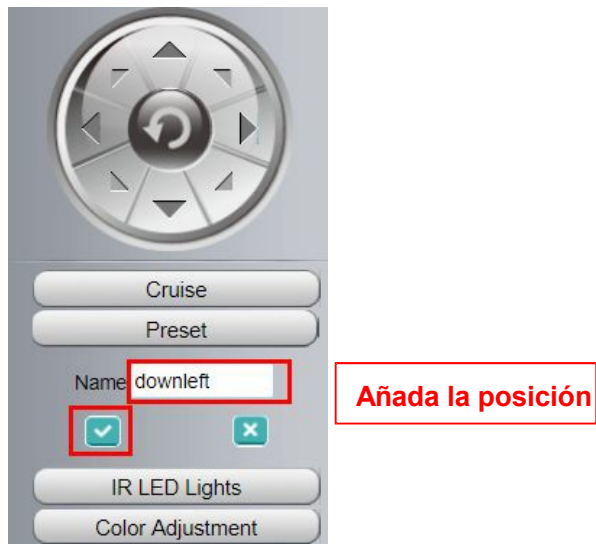 Cruise
Preset
Name downleft
Añada la posición
IR LED Lights
Color Adjustment